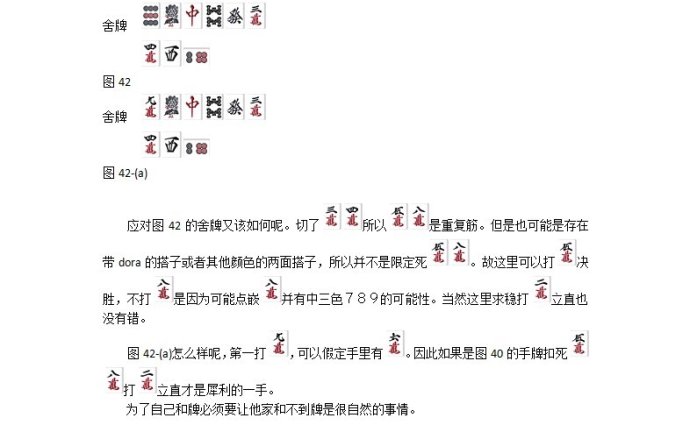 舍牌 中 發 三萬
四萬 西
图 42
舍牌 九萬 中 發 三萬
四萬 西
图 42-(a)
应对图 42 的舍牌又该如何呢。切了 三萬 四萬 所以 伍萬 八萬 是重复筋。但是也可能是存在
带 dora 的搭子或者其他颜色的两面搭子，所以并不是限定死 伍萬 八萬 。故这里可以打 伍萬 决
胜，不打 八萬 是因为可能点嵌 八萬 并有中三色７８９的可能性。当然这里求稳打 二萬 立直也
没有错。
图 42-(a)怎么样呢，第一打 九萬 ，可以假定手里有 六萬 。因此如果是图 40 的手牌扣死 伍萬
八萬 打 二萬 立直才是犀利的一手。
为了自己和牌必须要让他家和不到牌是很自然的事情。